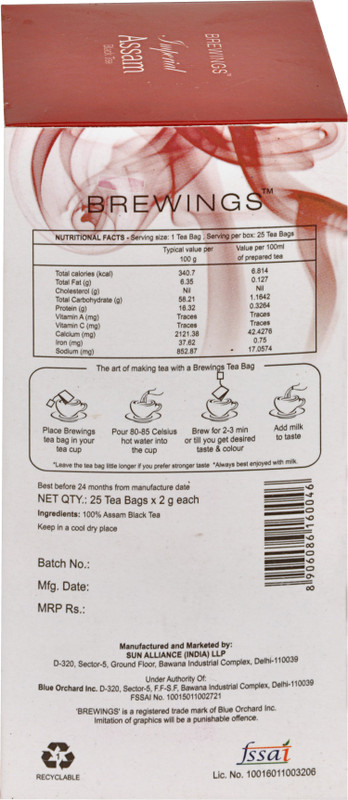 BREWINGS™
Imprint
Assam
Black Tea
BREWINGS™
NUTRITIONAL FACTS - Serving size: 1 Tea Bag ; Serving per box: 25 Tea Bags
Typical value per 100 g Value per 100ml of prepared tea
Total calories (kcal) 340.7 6.814
Total Fat (g) 6.35 0.127
Cholesterol (g) Nil Nil
Total Carbohydrate (g) 58.21 1.1642
Protein (g) 16.32 0.3264
Vitamin A (mg) Traces Traces
Vitamin C (mg) Traces Traces
Calcium (mg) 2121.38 42.4276
Iron (mg) 37.62 0.75
Sodium (mg) 852.87 - 17.0574
The art of making tea with a Brewings Tea Bag
Place Brewings
tea bag in your
tea cup
Pour 80-85 Celsius
hot water into
the cup
Brew for 2-3 min
or till you get desired
taste & colour
Add milk
to taste
*Leave the tea bag little longer if you prefer stronger taste *Always best enjoyed with milk.
Best before 24 months from manufacture date
NET QTY.: 25 Tea Bags x 2 g each
Ingredients: 100% Assam Black Tea
Keep in a cool dry place
8 906086 160046
Batch No.:
Mfg. Date:
MRP Rs.:
Manufactured and Marketed by:
SUN ALLIANCE (INDIA) LLP
D-320, Sector-5, Ground Floor, Bawana Industrial Complex, Delhi-110039
Under Authority Of:
Blue Orchard Inc. D-320, Sector-5, F.F-S.F, Bawana Industrial Complex, Delhi-110039
FSSAI No. 10015011002721
'BREWINGS' is a registered trade mark of Blue Orchard Inc.
Imitation of graphics will be a punishable offence.
1
RECYCLABLE
fssai
Lic. No. 10016011003206